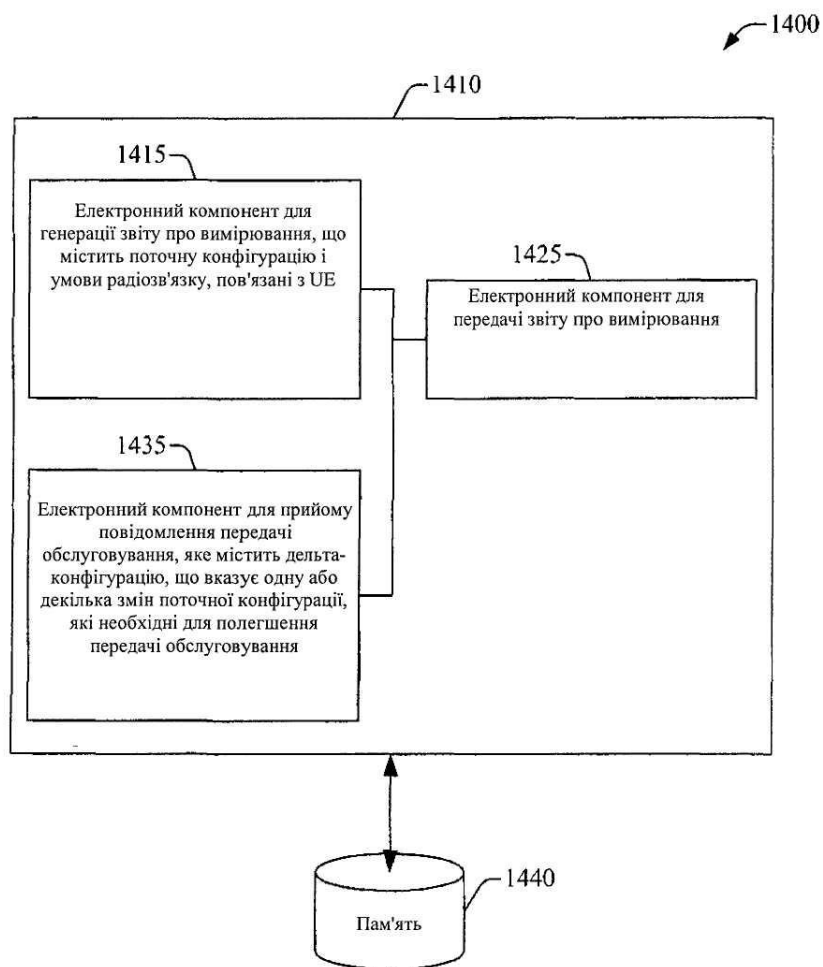 1400
1410
1415
Електронний компонент для
генерації звіту про вимірювання, що
містить поточну конфігурацію і
умови радіозв'язку, пов'язані з UE
1425
Електронний компонент для
передачі звіту про вимірювання
1435
Електронний компонент для прийому
повідомлення передачі
обслуговування, яке містить дельта-
конфігурацію, що вказує одну або
декілька змін поточної конфігурації,
які необхідні для полегшення
передачі обслуговування
1440
Пам'ять